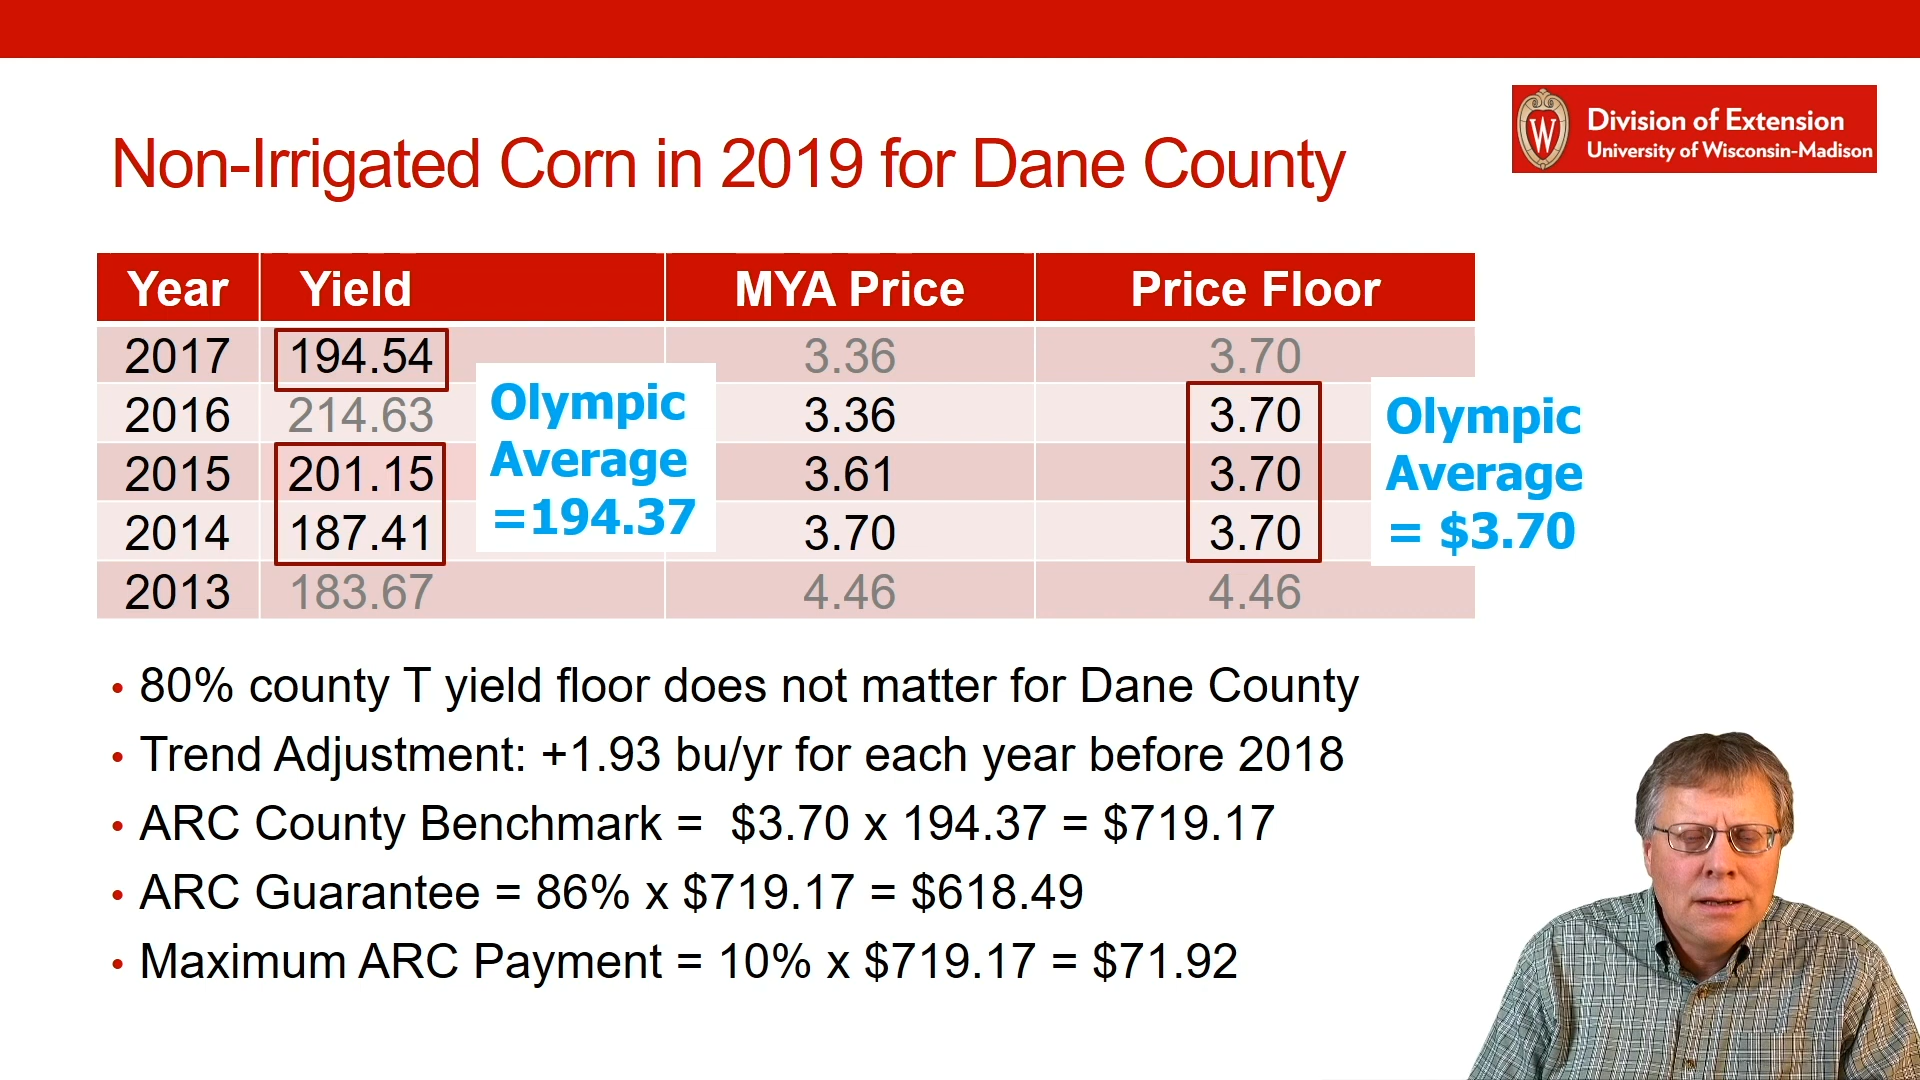 Division of Extension
University of Wisconsin-Madison
Non-Irrigated Corn in 2019 for Dane County
Year Yield MYA Price Price Floor
2017 194.54 3.36 3.70
2016 214.63 3.36 3.70
2015 201.15 3.61 3.70
2014 187.41 3.70 3.70
2013 183.67 4.46 4.46
Olympic
Average
=194.37
Olympic
Average
= $3.70
• 80% county T yield floor does not matter for Dane County
• Trend Adjustment: +1.93 bu/yr for each year before 2018
• ARC County Benchmark = $3.70 x 194.37 = $719.17
• ARC Guarantee = 86% x $719.17 = $618.49
• Maximum ARC Payment = 10% x $719.17 = $71.92